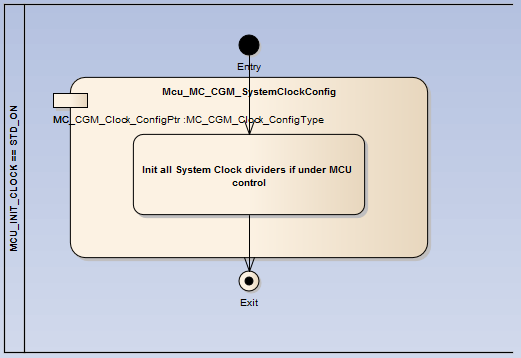 Entry
Mcu_MC_CGM_SystemClockConfig
MC_CGM_Clock_ConfigPtr :MC_CGM_Clock_ConfigType
Init all System Clock dividers if under MCU
control
MCU_INIT_CLOCK == STD_ON
Exit